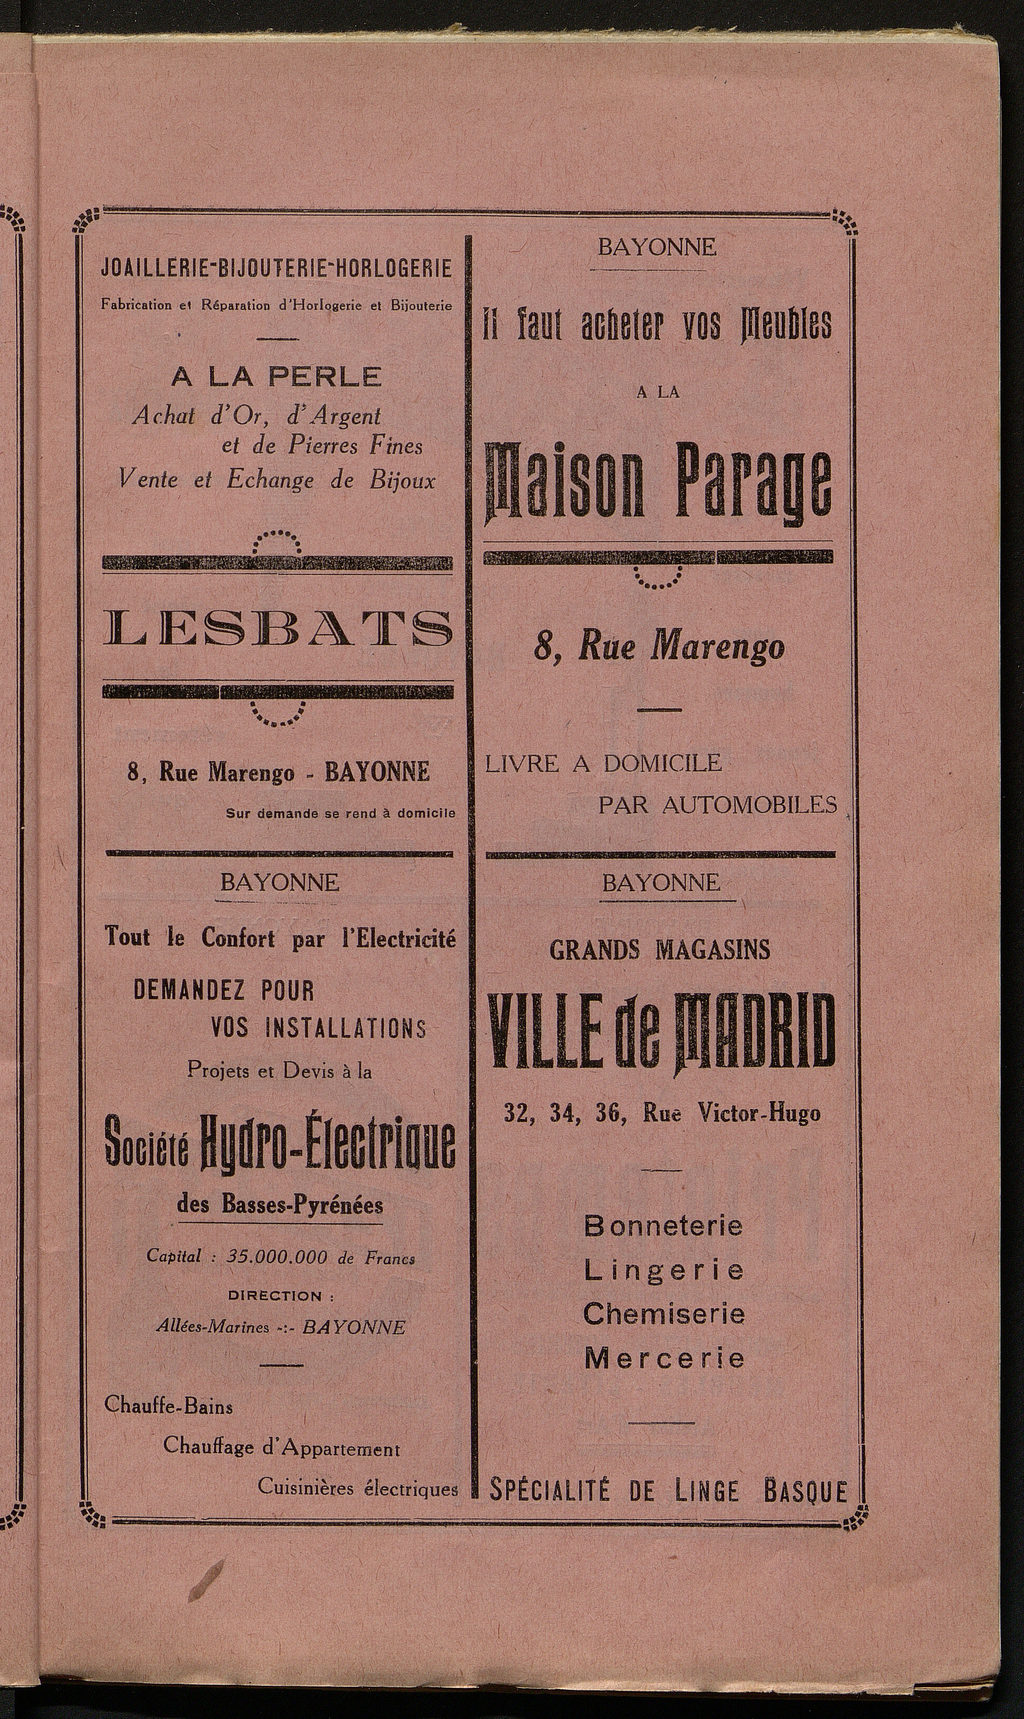 JOAILLERIE-BIJOUTERIE-HORLOGERIE
Fabrication et Réparation d'Horlogerie et Bijouterie
A LA PERLE
Achat d'Or, d'Argent
et de Pierres Fines
Vente et Echange de Bijoux
LESBATS
8, Rue Marengo - BAYONNE
Sur demande se rend à domicile
BAYONNE
Il faut acheter vos Meubles
A LA
Maison Parage
8, Rue Marengo
LIVRE A DOMICILE
PAR AUTOMOBILES
BAYONNE
Tout le Confort par l'Electricité
DEMANDEZ POUR
VOS INSTALLATIONS
Projets et Devis à la
Société Hydro-Électrique
des Basses-Pyrénées
Capital : 35.000.000 de Francs
DIRECTION :
Allées-Marines -:- BAYONNE
Chauffe-Bains
Chauffage d'Appartement
Cuisinières électriques
BAYONNE
GRANDS MAGASINS
VILLE de MADRID
32, 34, 36, Rue Victor-Hugo
Bonneterie
Lingerie
Chemiserie
Mercerie
SPÉCIALITÉ DE LINGE BASQUE